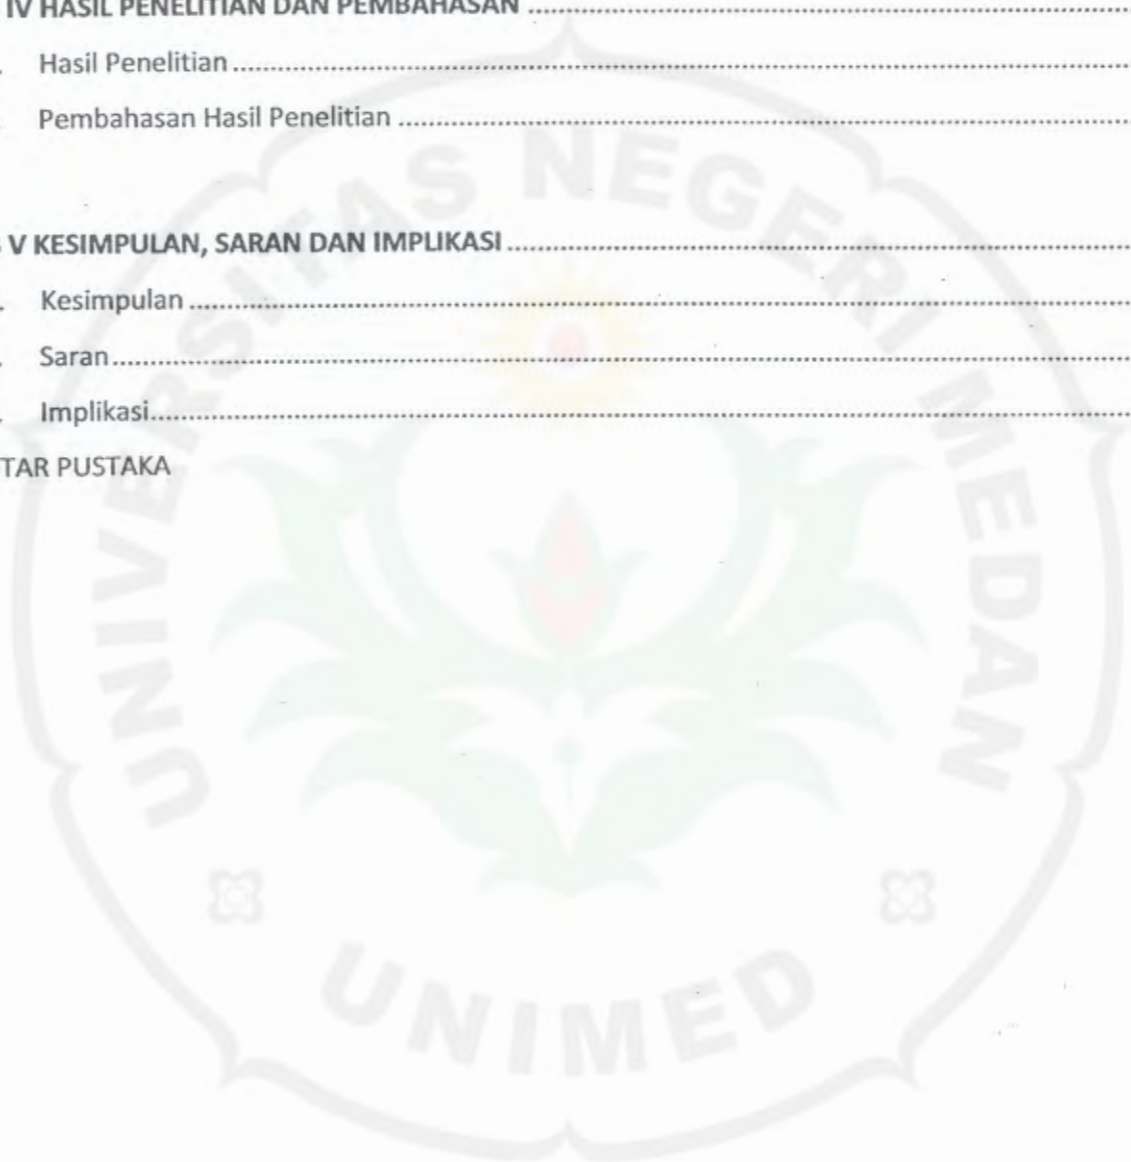 IV HASIL PENELITIAN DAN PEMBAHASAN ........................................................
. Hasil Penelitian ........................................................
. Pembahasan Hasil Penelitian ........................................................
V KESIMPULAN, SARAN DAN IMPLIKASI ........................................................
. Kesimpulan ........................................................
. Saran ........................................................
. Implikasi ........................................................
TAR PUSTAKA
UNIVERSITAS NEGERI MEDAN
UNIMED